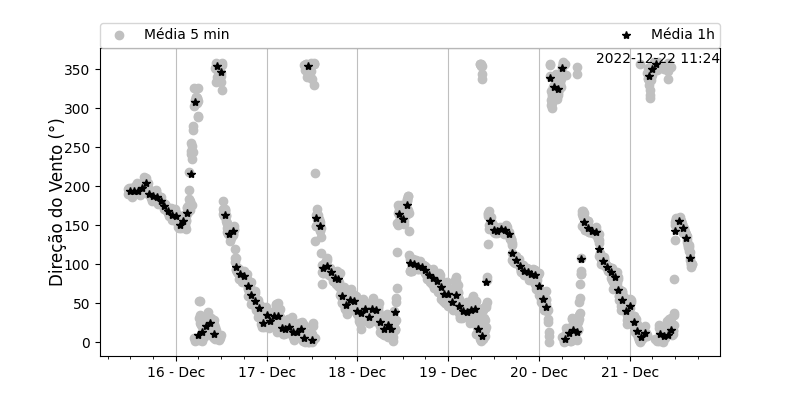 Média 5 min
Média 1h
2022-12-22 11:24
Direção do Vento (°)
350
300
250
200
150
100
50
0
16 - Dec
17 - Dec
18 - Dec
19 - Dec
20 - Dec
21 - Dec